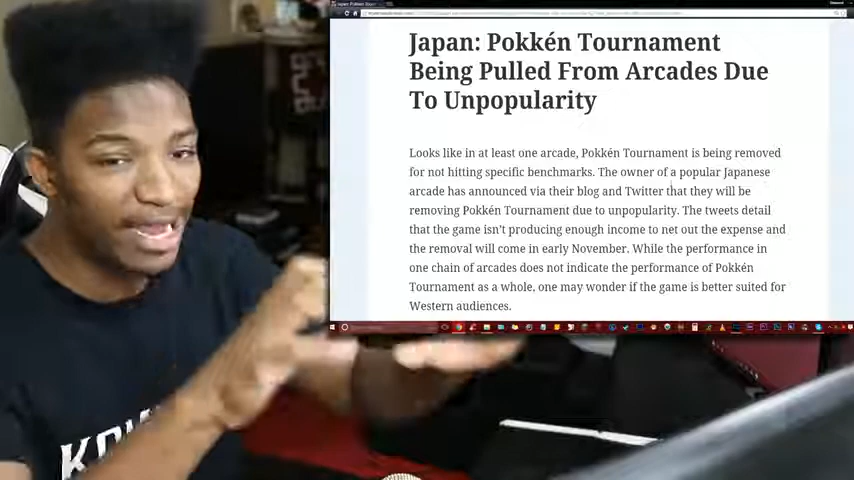 Japan: Pokkén Tournament
Being Pulled From Arcades Due
To Unpopularity
Looks like in at least one arcade, Pokkén Tournament is being removed
for not hitting specific benchmarks. The owner of a popular Japanese
arcade has announced via their blog and Twitter that they will be
removing Pokkén Tournament due to unpopularity. The tweets detail
that the game isn't producing enough income to net out the expense and
the removal will come in early November. While the performance in
one chain of arcades does not indicate the performance of Pokkén
Tournament as a whole, one may wonder if the game is better suited for
Western audiences.